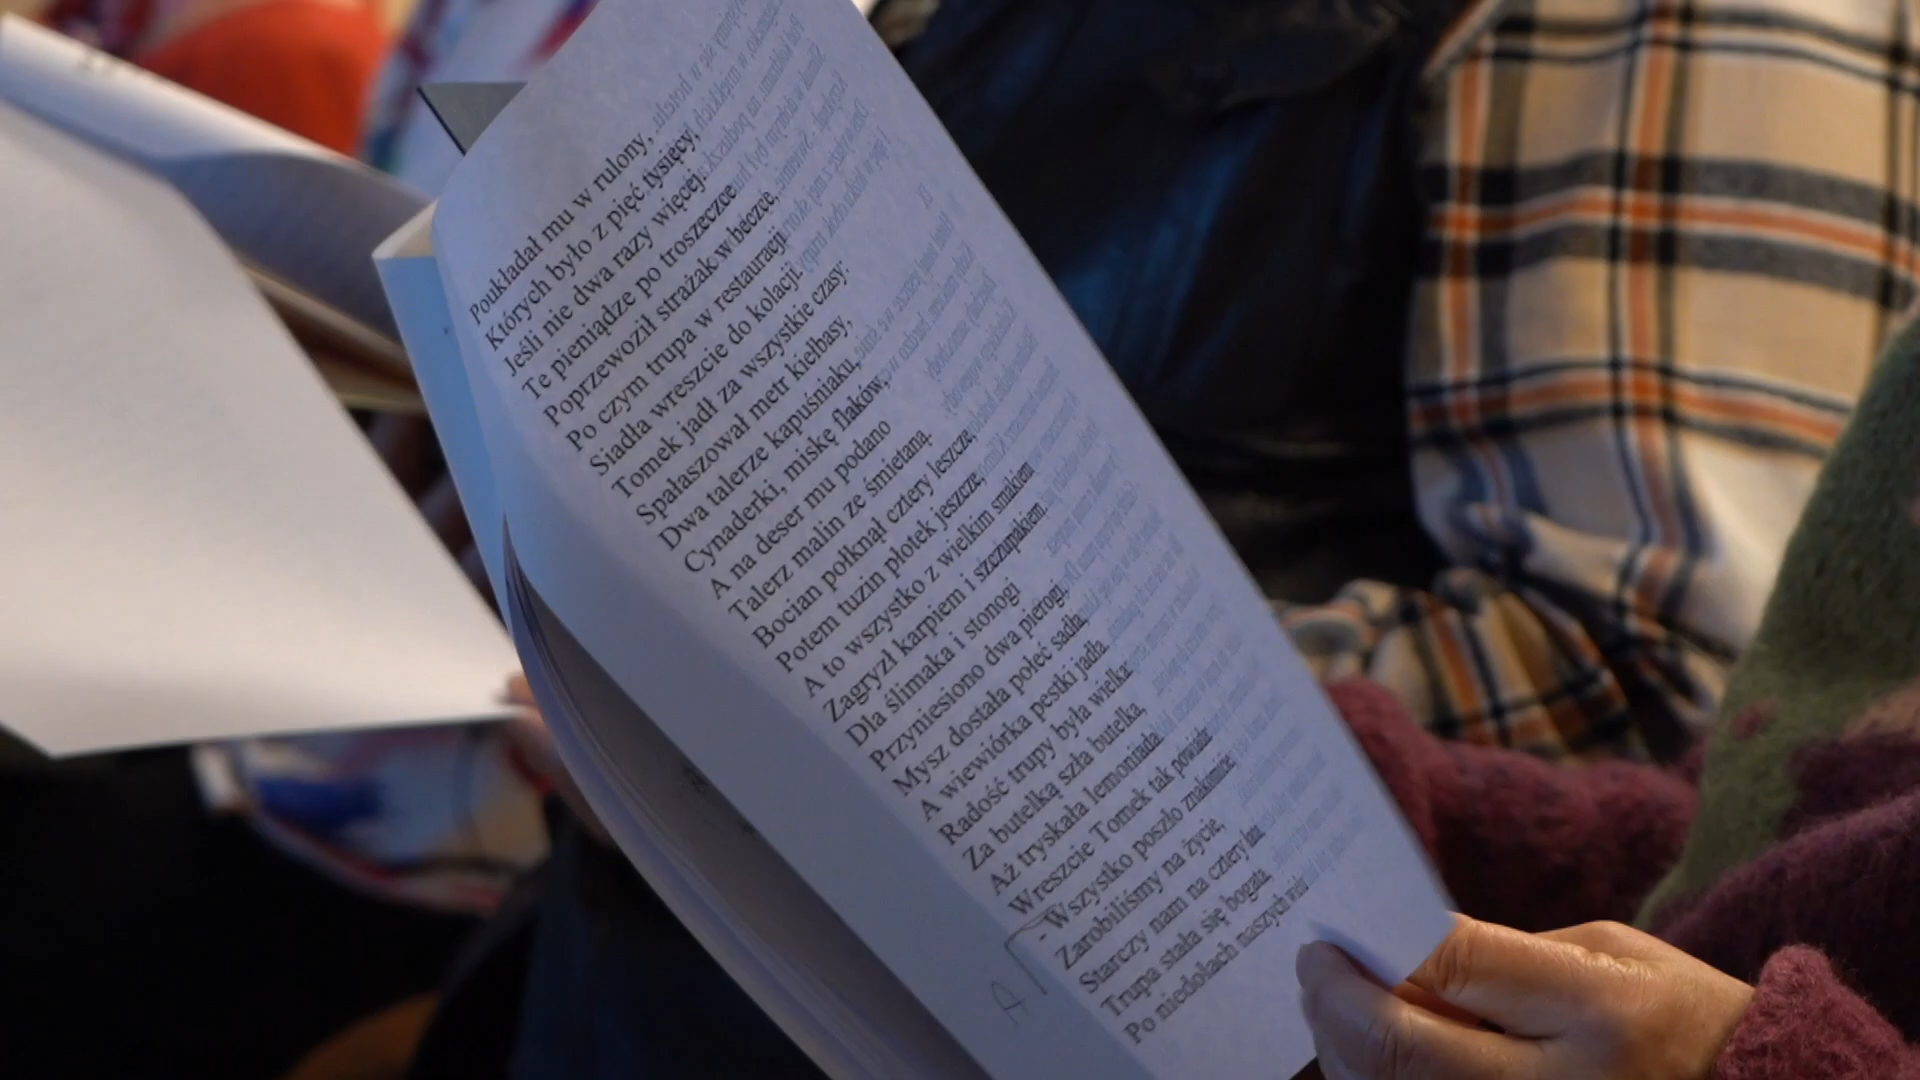 Poukładał mu w rulony,
Których było z pięć tysięcy,
Jeśli nie dwa razy więcej.
Te pieniądze po troszeczce
Poprzewoził strażak w beczce,
Po czym trupa w restauracji
Siadła wreszcie do kolacji.
Tomek jadł za wszystkie czasy:
Spałaszował metr kiełbasy,
Dwa talerze kapuśniaku,
Cynaderki, miskę flaków,
A na deser mu podano
Talerz malin ze śmietaną.
Bocian połknął cztery leszcze,
Potem tuzin płotek jeszcze,
A to wszystko z wielkim smakiem
Zagryzł karpiem i szczupakiem.
Dla ślimaka i stonogi
Przyniesiono dwa pierogi,
Mysz dostała połeć sadła,
A wiewiórka pestki jadła.
Radość trupy była wielka:
Za butelką szła butelka,
Aż tryskała lemoniada.
Wreszcie Tomek tak powiada:
- Wszystko poszło znakomicie,
Zarobiliśmy na życie,
Starczy nam na cztery lata,
Trupa stała się bogata.
Po niedolach naszych wielu
A